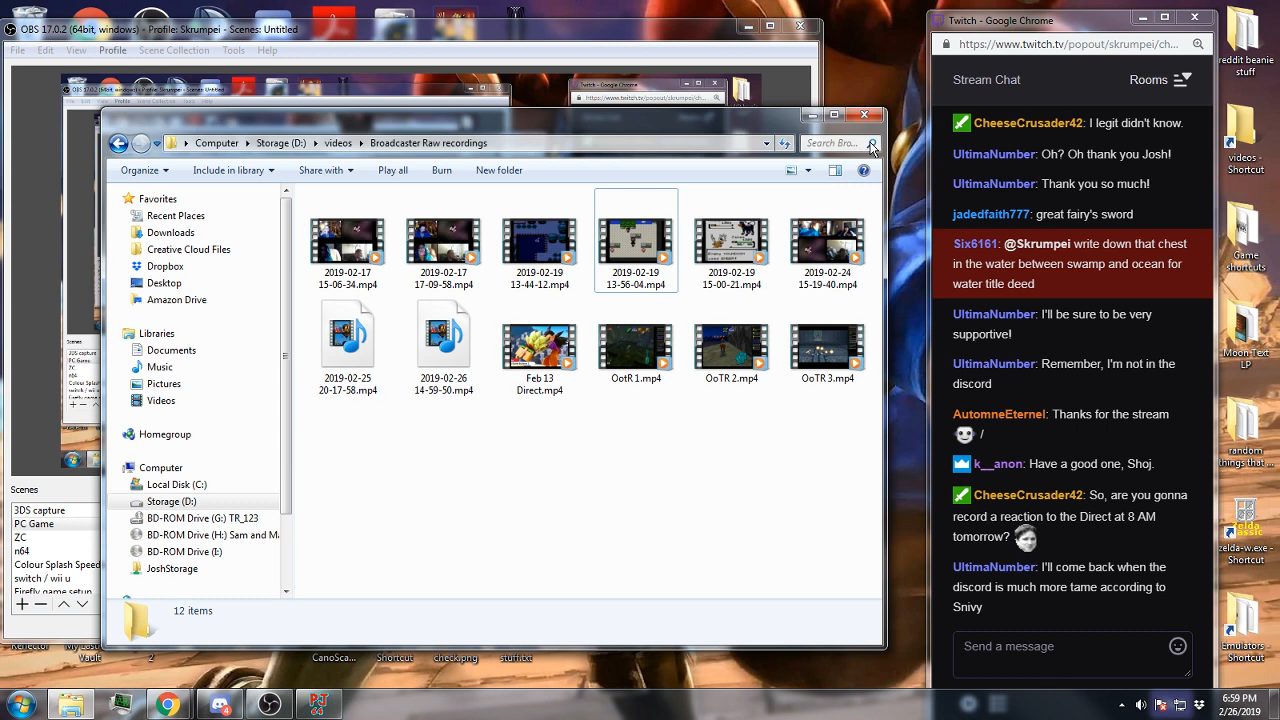 OBS 17.0.2 (64bit, windows) - Profile: Skrumpei - Scenes: Untitled
File Edit View Profile Scene Collection Tools Help
Computer Storage (D:) videos Broadcaster Raw recordings
Search Bro...
Organize Include in library Share with Play all Burn New folder
Favorites
Recent Places
Downloads
Creative Cloud Files
Dropbox
Desktop
Amazon Drive
Libraries
Documents
Music
Pictures
Videos
Homegroup
Computer
Local Disk (C:)
Storage (D:)
BD-ROM Drive (G:) TR_123
BD-ROM Drive (H:) Sam and Ma
BD-ROM Drive (I:)
JoshStorage
2019-02-17
15-06-34.mp4
2019-02-17
17-09-58.mp4
2019-02-19
13-44-12.mp4
2019-02-19
13-56-04.mp4
2019-02-19
15-00-21.mp4
2019-02-24
15-19-40.mp4
2019-02-25
20-17-58.mp4
2019-02-26
14-59-50.mp4
Feb 13
Direct.mp4
OotR 1.mp4
OoTR 2.mp4
OoTR 3.mp4
12 items
Scenes
3DS capture
PC Game
ZC
n64
Colour Splash Speed
switch / wii u
Firefly game setup
Twitch - Google Chrome
https://www.twitch.tv/popout/skrumpei/ch...
Stream Chat
Rooms
CheeseCrusader42: I legit didn't know.
UltimaNumber: Oh? Oh thank you Josh!
UltimaNumber: Thank you so much!
jadedfaith777: great fairy's sword
Six6161: @Skrumpei write down that chest
in the water between swamp and ocean for
water title deed
UltimaNumber: I'll be sure to be very
supportive!
UltimaNumber: Remember, I'm not in the
discord
AutomneEternel: Thanks for the stream
/
k__anon: Have a good one, Shoj.
CheeseCrusader42: So, are you gonna
record a reaction to the Direct at 8 AM
tomorrow?
UltimaNumber: I'll come back when the
discord is much more tame according to
Snivy
Send a message
reddit beanie
stuff
videos -
Shortcut
Game
shortcuts
Moon Text
LP
random
things that ...
Zelda
Classic
zelda-w.exe -
Shortcut
Emulators -
Shortcut
Vault
2
CanoSca...
Shortcut
check.png
stuff.txt
4
6:59 PM
2/26/2019